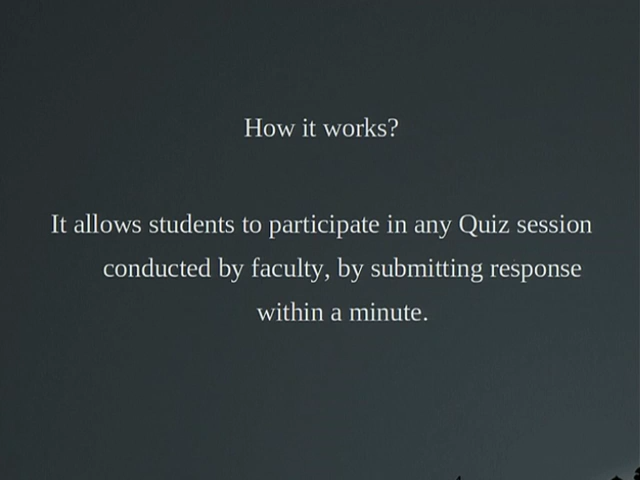 How it works?
It allows students to participate in any Quiz session
conducted by faculty, by submitting response
within a minute.